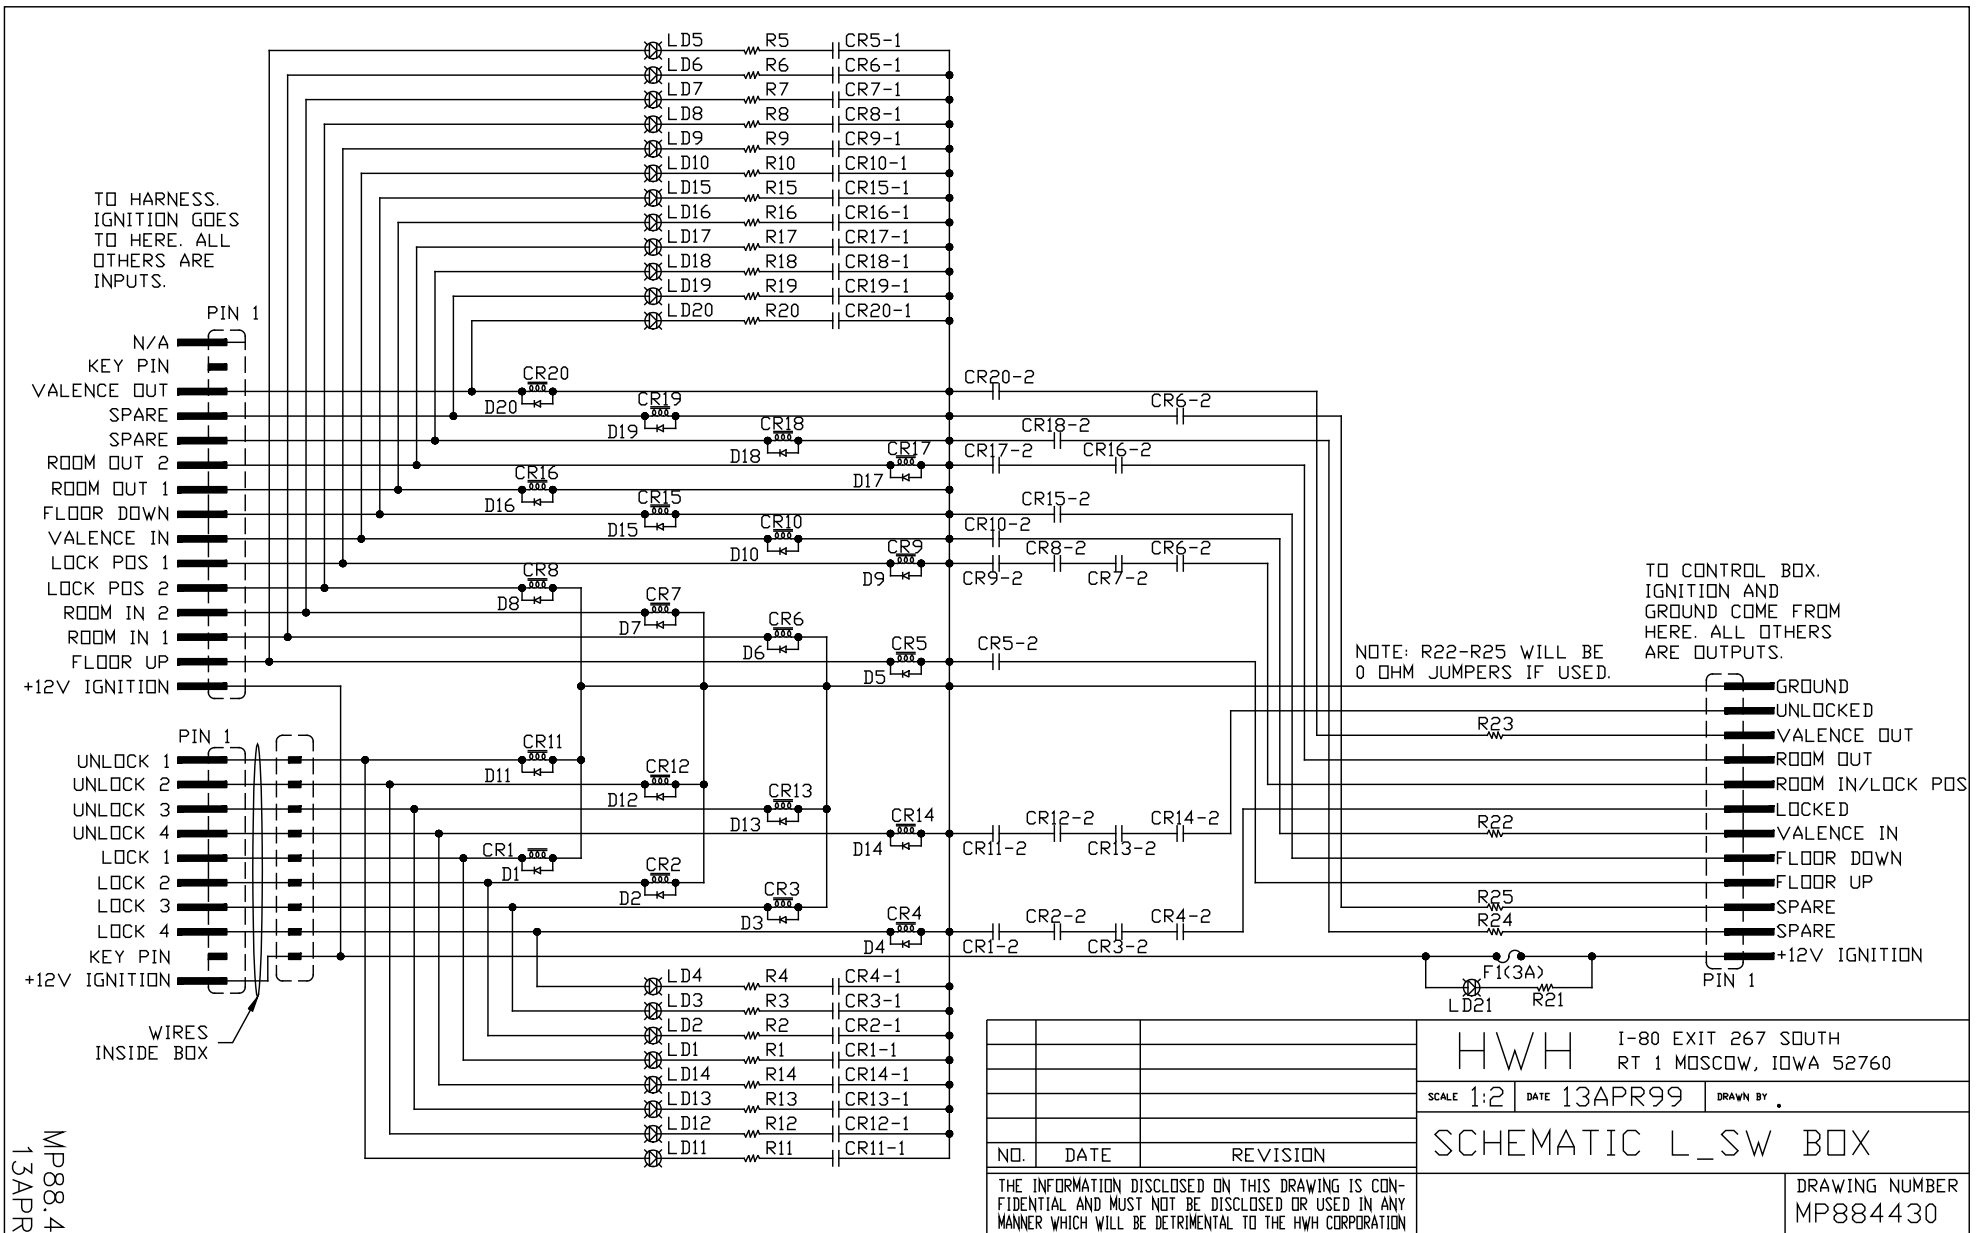 LD5 R5 CR5-1
LD6 R6 CR6-1
LD7 R7 CR7-1
LD8 R8 CR8-1
LD9 R9 CR9-1
LD10 R10 CR10-1
LD15 R15 CR15-1
LD16 R16 CR16-1
LD17 R17 CR17-1
LD18 R18 CR18-1
LD19 R19 CR19-1
LD20 R20 CR20-1
TO HARNESS.
IGNITION GOES
TO HERE. ALL
OTHERS ARE
INPUTS.
PIN 1
N/A
KEY PIN
VALENCE OUT
SPARE
SPARE
ROOM OUT 2
ROOM OUT 1
FLOOR DOWN
VALENCE IN
LOCK POS 1
LOCK POS 2
ROOM IN 2
ROOM IN 1
FLOOR UP
+12V IGNITION
CR20
D20
CR19
D19
CR18
D18
CR17
D17
CR16
D16
CR15
D15
CR10
D10
CR9
D9
CR8
D8
CR7
D7
CR6
D6
CR5
D5
CR20-2
CR6-2
CR18-2
CR17-2 CR16-2
CR15-2
CR10-2
CR8-2 CR6-2
CR9-2 CR7-2
CR5-2
PIN 1
UNLOCK 1
UNLOCK 2
UNLOCK 3
UNLOCK 4
LOCK 1
LOCK 2
LOCK 3
LOCK 4
KEY PIN
+12V IGNITION
WIRES
INSIDE BOX
CR11
D11
CR12
D12
CR13
D13
CR14
D14
CR1
D1
CR2
D2
CR3
D3
CR4
D4
CR12-2 CR14-2
CR11-2 CR13-2
CR2-2 CR4-2
CR1-2 CR3-2
LD4 R4 CR4-1
LD3 R3 CR3-1
LD2 R2 CR2-1
LD1 R1 CR1-1
LD14 R14 CR14-1
LD13 R13 CR13-1
LD12 R12 CR12-1
LD11 R11 CR11-1
NOTE: R22-R25 WILL BE
0 OHM JUMPERS IF USED.
TO CONTROL BOX.
IGNITION AND
GROUND COME FROM
HERE. ALL OTHERS
ARE OUTPUTS.
GROUND
UNLOCKED
R23
VALENCE OUT
ROOM OUT
ROOM IN/LOCK POS
LOCKED
R22
VALENCE IN
FLOOR DOWN
FLOOR UP
R25
SPARE
R24
SPARE
+12V IGNITION
F1(3A)
LD21 R21
PIN 1
NO. DATE REVISION
THE INFORMATION DISCLOSED ON THIS DRAWING IS CON-
FIDENTIAL AND MUST NOT BE DISCLOSED OR USED IN ANY
MANNER WHICH WILL BE DETRIMENTAL TO THE HWH CORPORATION
HWH
I-80 EXIT 267 SOUTH
RT 1 MOSCOW, IOWA 52760
SCALE 1:2 DATE 13APR99 DRAWN BY .
SCHEMATIC L_SW BOX
DRAWING NUMBER
MP884430
MP88.4
13APR